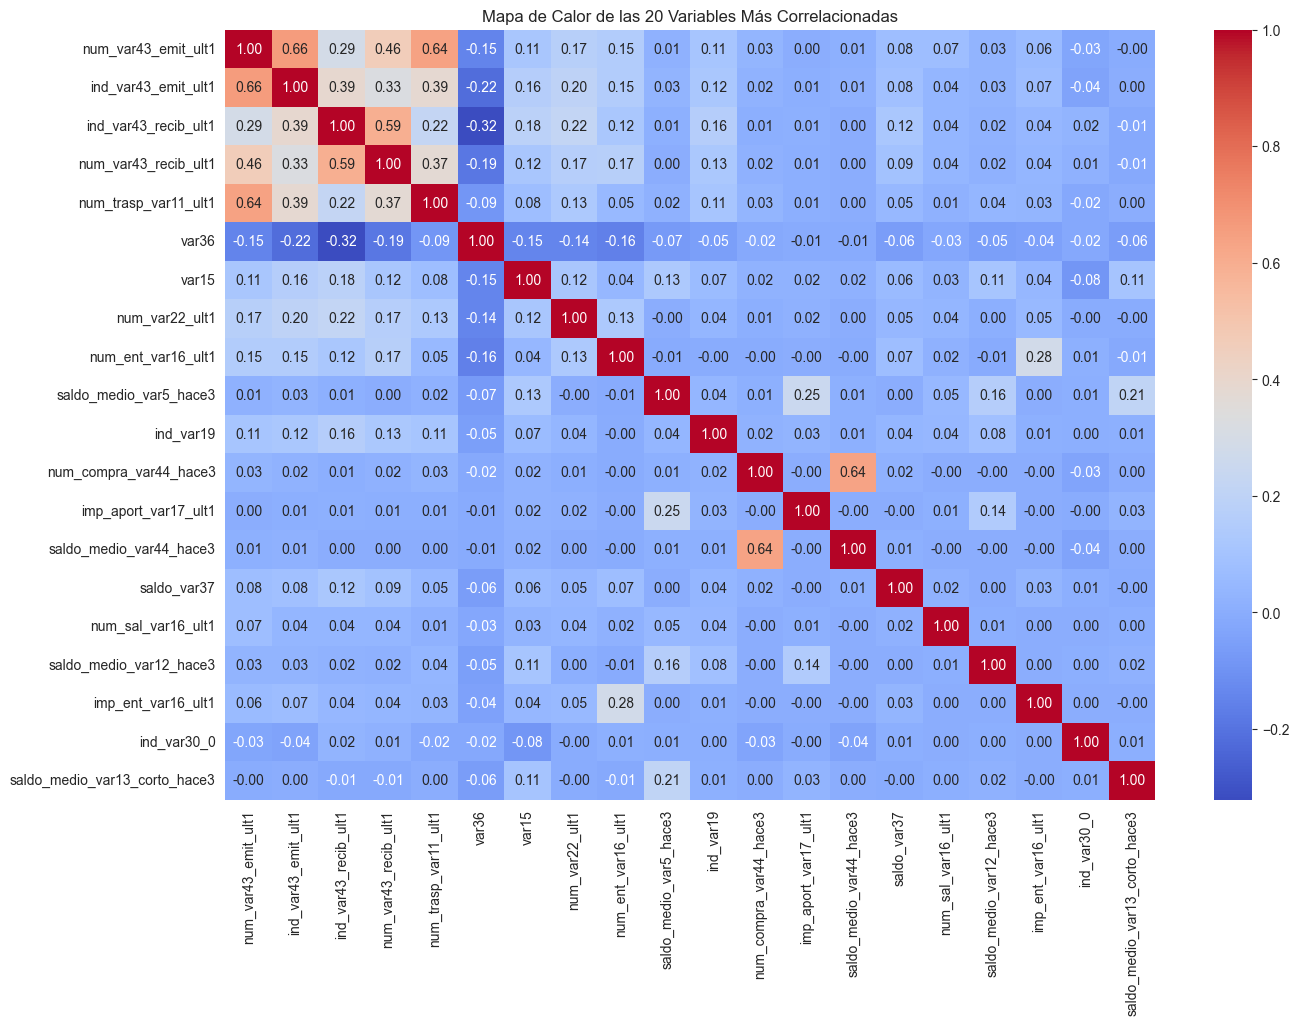 Mapa de Calor de las 20 Variables Más Correlacionadas
num_var43_emit_ult1 1.00 0.66 0.29 0.46 0.64 -0.15 0.11 0.17 0.15 0.01 0.11 0.03 0.00 0.01 0.08 0.07 0.03 0.06 -0.03 -0.00
ind_var43_emit_ult1 0.66 1.00 0.39 0.33 0.39 -0.22 0.16 0.20 0.15 0.03 0.12 0.02 0.01 0.01 0.08 0.04 0.03 0.07 -0.04 0.00
ind_var43_recib_ult1 0.29 0.39 1.00 0.59 0.22 -0.32 0.18 0.22 0.12 0.01 0.16 0.01 0.01 0.00 0.12 0.04 0.02 0.04 0.02 -0.01
num_var43_recib_ult1 0.46 0.33 0.59 1.00 0.37 -0.19 0.12 0.17 0.17 0.00 0.13 0.02 0.01 0.00 0.09 0.04 0.02 0.04 0.01 -0.01
num_trasp_var11_ult1 0.64 0.39 0.22 0.37 1.00 -0.09 0.08 0.13 0.05 0.02 0.11 0.03 0.01 0.00 0.05 0.01 0.04 0.03 -0.02 0.00
var36 -0.15 -0.22 -0.32 -0.19 -0.09 1.00 -0.15 -0.14 -0.16 -0.07 -0.05 -0.02 -0.01 -0.01 -0.06 -0.03 -0.05 -0.04 -0.02 -0.06
var15 0.11 0.16 0.18 0.12 0.08 -0.15 1.00 0.12 0.04 0.13 0.07 0.02 0.02 0.02 0.06 0.03 0.11 0.04 -0.08 0.11
num_var22_ult1 0.17 0.20 0.22 0.17 0.13 -0.14 0.12 1.00 0.13 -0.00 0.04 0.01 0.02 0.00 0.05 0.04 0.00 0.05 -0.00 -0.00
num_ent_var16_ult1 0.15 0.15 0.12 0.17 0.05 -0.16 0.04 0.13 1.00 -0.01 -0.00 -0.00 -0.00 -0.00 0.07 0.02 -0.01 0.28 0.01 -0.01
saldo_medio_var5_hace3 0.01 0.03 0.01 0.00 0.02 -0.07 0.13 -0.00 -0.01 1.00 0.04 0.01 0.25 0.01 0.00 0.05 0.16 0.00 0.01 0.21
ind_var19 0.11 0.12 0.16 0.13 0.11 -0.05 0.07 0.04 -0.00 0.04 1.00 0.02 0.03 0.01 0.04 0.04 0.08 0.01 0.00 0.01
num_compra_var44_hace3 0.03 0.02 0.01 0.02 0.03 -0.02 0.02 0.01 -0.00 0.01 0.02 1.00 -0.00 0.64 0.02 -0.00 -0.00 -0.00 -0.03 0.00
imp_aport_var17_ult1 0.00 0.01 0.01 0.01 0.01 -0.01 0.02 0.02 -0.00 0.25 0.03 -0.00 1.00 -0.00 -0.00 0.01 0.14 -0.00 -0.00 0.03
saldo_medio_var44_hace3 0.01 0.01 0.00 0.00 0.00 -0.01 0.02 0.00 -0.00 0.01 0.01 0.64 -0.00 1.00 0.01 -0.00 -0.00 -0.00 -0.04 0.00
saldo_var37 0.08 0.08 0.12 0.09 0.05 -0.06 0.06 0.05 0.07 0.00 0.04 0.02 -0.00 0.01 1.00 0.02 0.00 0.03 0.01 -0.00
num_sal_var16_ult1 0.07 0.04 0.04 0.04 0.01 -0.03 0.03 0.04 0.02 0.05 0.04 -0.00 0.01 -0.00 0.02 1.00 0.01 0.00 0.00 0.00
saldo_medio_var12_hace3 0.03 0.03 0.02 0.02 0.04 -0.05 0.11 0.00 -0.01 0.16 0.08 -0.00 0.14 -0.00 0.00 0.01 1.00 0.00 0.00 0.02
imp_ent_var16_ult1 0.06 0.07 0.04 0.04 0.03 -0.04 0.04 0.05 0.28 0.00 0.01 -0.00 -0.00 -0.00 0.03 0.00 0.00 1.00 0.00 -0.00
ind_var30_0 -0.03 -0.04 0.02 0.01 -0.02 -0.02 -0.08 -0.00 0.01 0.01 0.00 -0.03 -0.00 -0.04 0.01 0.00 0.00 0.00 1.00 0.01
saldo_medio_var13_corto_hace3 -0.00 0.00 -0.01 -0.01 0.00 -0.06 0.11 -0.00 -0.01 0.21 0.01 0.00 0.03 0.00 -0.00 0.00 0.02 -0.00 0.01 1.00
num_var43_emit_ult1
ind_var43_emit_ult1
ind_var43_recib_ult1
num_var43_recib_ult1
num_trasp_var11_ult1
var36
var15
num_var22_ult1
num_ent_var16_ult1
saldo_medio_var5_hace3
ind_var19
num_compra_var44_hace3
imp_aport_var17_ult1
saldo_medio_var44_hace3
saldo_var37
num_sal_var16_ult1
saldo_medio_var12_hace3
imp_ent_var16_ult1
ind_var30_0
saldo_medio_var13_corto_hace3
1.0
0.8
0.6
0.4
0.2
0.0
-0.2